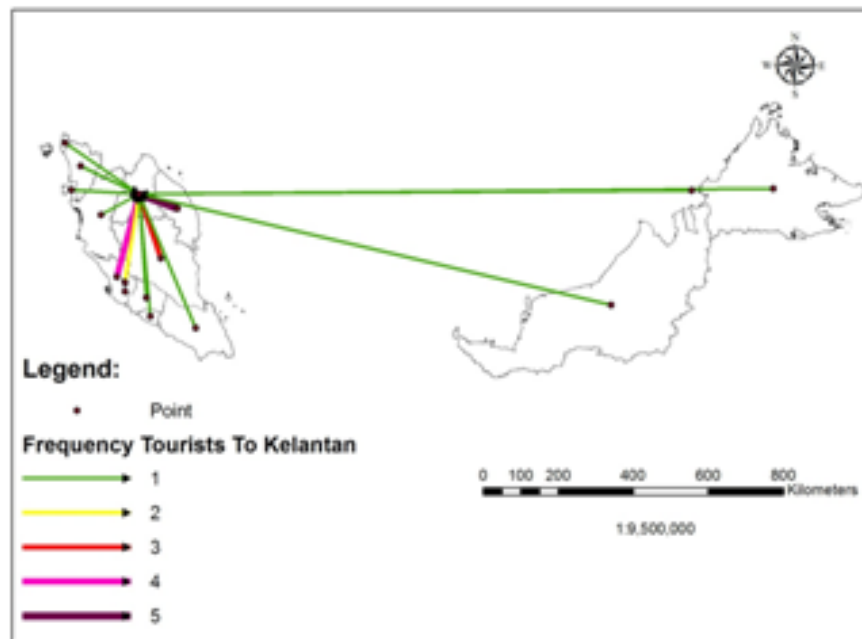 N
W E
S
Legend:
Point
Frequency Tourists To Kelantan
1
2
3
4
5
0 100 200 400 600 800
Kilometers
1:9,500,000